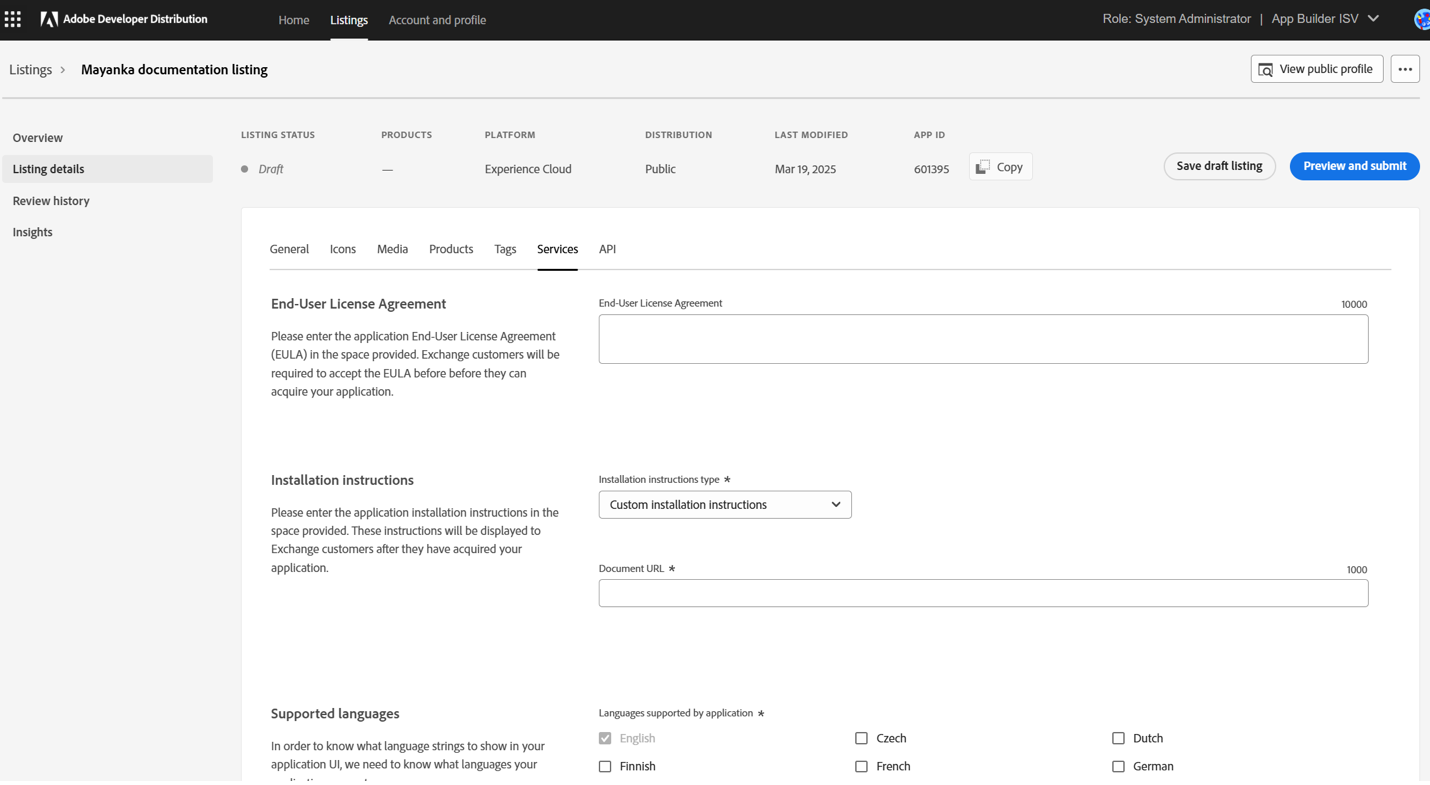 Adobe Developer Distribution
Home
Listings
Account and profile
Role: System Administrator | App Builder ISV
Listings
Mayanka documentation listing
View public profile
Overview
Listing details
Review history
Insights
LISTING STATUS
PRODUCTS
PLATFORM
DISTRIBUTION
LAST MODIFIED
APP ID
Draft
—
Experience Cloud
Public
Mar 19, 2025
601395
Copy
Save draft listing
Preview and submit
General
Icons
Media
Products
Tags
Services
API
End-User License Agreement
Please enter the application End-User License Agreement
(EULA) in the space provided. Exchange customers will be
required to accept the EULA before before they can
acquire your application.
End-User License Agreement
10000
Installation instructions
Please enter the application installation instructions in the
space provided. These instructions will be displayed to
Exchange customers after they have acquired your
application.
Installation instructions type *
Custom installation instructions
Document URL *
1000
Supported languages
In order to know what language strings to show in your
application UI, we need to know what languages your
Languages supported by application *
English
Czech
Dutch
Finnish
French
German